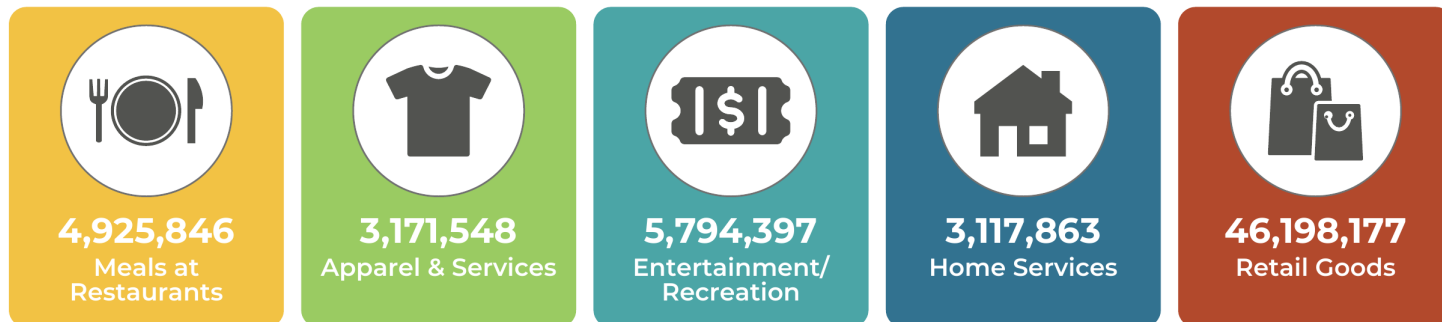 4,925,846
Meals at
Restaurants
3,171,548
Apparel & Services
$
5,794,397
Entertainment/
Recreation
3,117,863
Home Services
46,198,177
Retail Goods